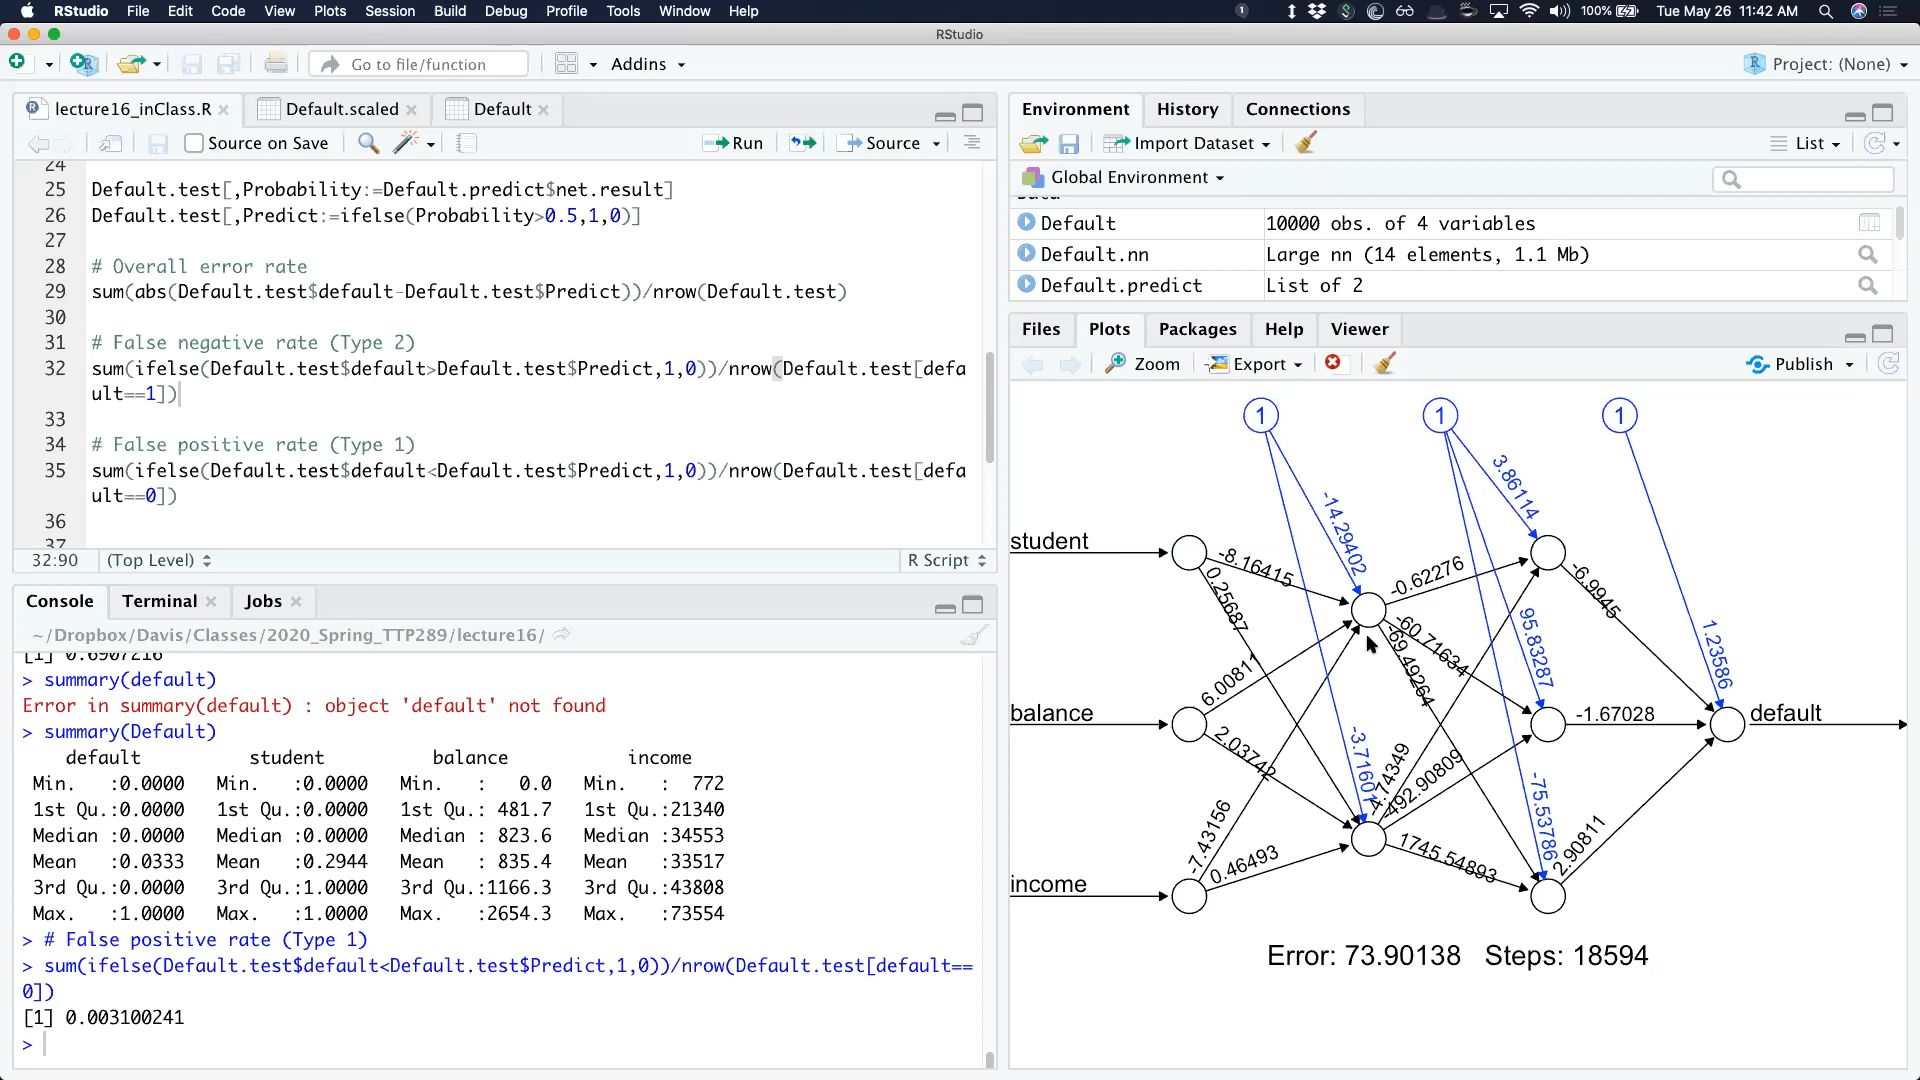 RStudio File Edit Code View Plots Session Build Debug Profile Tools Window Help
100% Tue May 26 11:42 AM
RStudio
Go to file/function Addins Project: (None)
lecture16_inClass.R Default.scaled Default
Source on Save Run Source
24
25 Default.test[,Probability:=Default.predict$net.result]
26 Default.test[,Predict:=ifelse(Probability>0.5,1,0)]
27
28 # Overall error rate
29 sum(abs(Default.test$default-Default.test$Predict))/nrow(Default.test)
30
31 # False negative rate (Type 2)
32 sum(ifelse(Default.test$default>Default.test$Predict,1,0))/nrow(Default.test[defa
ult==1])
33
34 # False positive rate (Type 1)
35 sum(ifelse(Default.test$default<Default.test$Predict,1,0))/nrow(Default.test[defa
ult==0])
36
37
32:90 (Top Level) R Script
Console Terminal Jobs
~/Dropbox/Davis/Classes/2020_Spring_TTP289/lecture16/
[1] 0.6907216
> summary(default)
Error in summary(default) : object 'default' not found
> summary(Default)
default student balance income
Min. :0.0000 Min. :0.0000 Min. : 0.0 Min. : 772
1st Qu.:0.0000 1st Qu.:0.0000 1st Qu.: 481.7 1st Qu.:21340
Median :0.0000 Median :0.0000 Median : 823.6 Median :34553
Mean :0.0333 Mean :0.2944 Mean : 835.4 Mean :33517
3rd Qu.:0.0000 3rd Qu.:1.0000 3rd Qu.:1166.3 3rd Qu.:43808
Max. :1.0000 Max. :1.0000 Max. :2654.3 Max. :73554
> # False positive rate (Type 1)
> sum(ifelse(Default.test$default<Default.test$Predict,1,0))/nrow(Default.test[default==
0])
[1] 0.003100241
>
Environment History Connections
Import Dataset List
Global Environment
Data
Default 10000 obs. of 4 variables
Default.nn Large nn (14 elements, 1.1 Mb)
Default.predict List of 2
Files Plots Packages Help Viewer
Zoom Export Publish
1 1 1
student
balance
income
default
-14.29402
-3.71601
3.86114
95.83287
-75.53786
1.23586
-8.16415
0.25687
6.00811
2.03742
-7.43156
0.46493
-0.62276
-60.71634
-69.49264
-492.90809
1745.54893
-6.9945
-1.67028
2.90811
Error: 73.90138 Steps: 18594